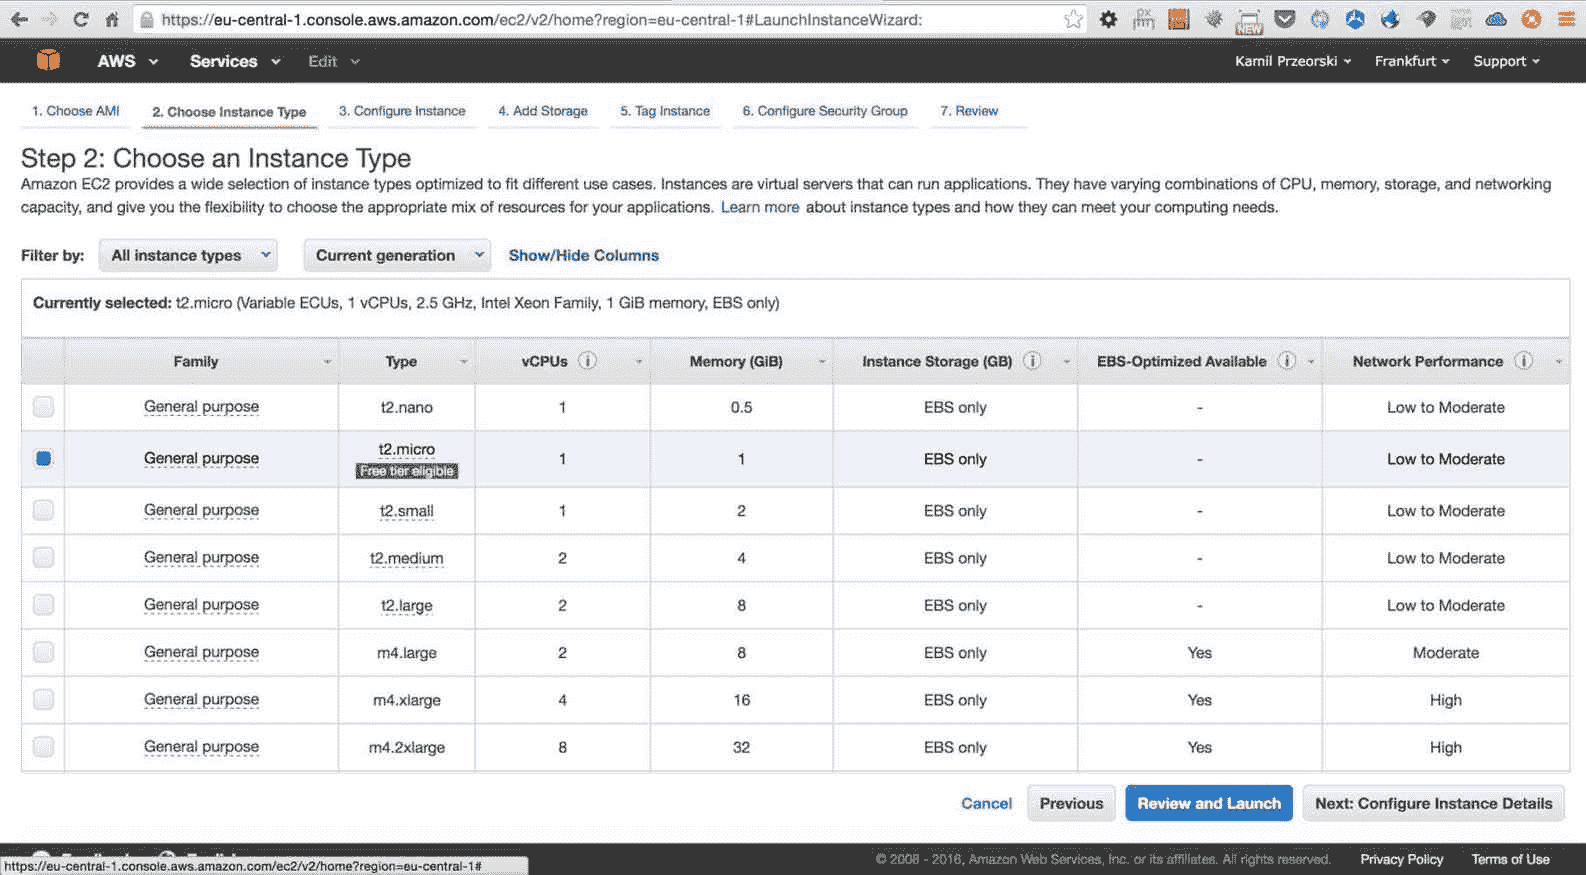 https://eu-central-1.console.aws.amazon.com/ec2/v2/home?region=eu-central-1#LaunchInstanceWizard:
NEW
AWS Services Edit Kamil Przeorski Frankfurt Support
1. Choose AMI 2. Choose Instance Type 3. Configure Instance 4. Add Storage 5. Tag Instance 6. Configure Security Group 7. Review
Step 2: Choose an Instance Type
Amazon EC2 provides a wide selection of instance types optimized to fit different use cases. Instances are virtual servers that can run applications. They have varying combinations of CPU, memory, storage, and networking
capacity, and give you the flexibility to choose the appropriate mix of resources for your applications. Learn more about instance types and how they can meet your computing needs.
Filter by: All instance types Current generation Show/Hide Columns
Currently selected: t2.micro (Variable ECUs, 1 vCPUs, 2.5 GHz, Intel Xeon Family, 1 GiB memory, EBS only)
Family Type vCPUs i Memory (GiB) Instance Storage (GB) i EBS-Optimized Available i Network Performance i
General purpose t2.nano 1 0.5 EBS only - Low to Moderate
General purpose t2.micro Free tier eligible 1 1 EBS only - Low to Moderate
General purpose t2.small 1 2 EBS only - Low to Moderate
General purpose t2.medium 2 4 EBS only - Low to Moderate
General purpose t2.large 2 8 EBS only - Low to Moderate
General purpose m4.large 2 8 EBS only Yes Moderate
General purpose m4.xlarge 4 16 EBS only Yes High
General purpose m4.2xlarge 8 32 EBS only Yes High
Cancel Previous Review and Launch Next: Configure Instance Details
© 2008 - 2016, Amazon Web Services, Inc. or its affiliates. All rights reserved. Privacy Policy Terms of Use
https://eu-central-1.console.aws.amazon.com/ec2/v2/home?region=eu-central-1#